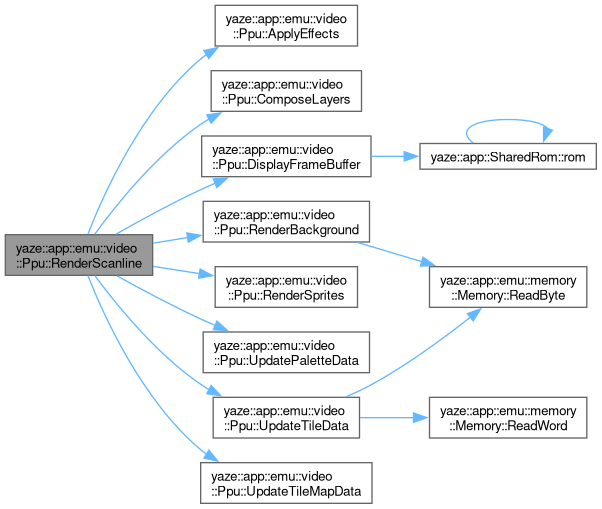 yaze::app::emu::video
::Ppu::RenderScanline
yaze::app::emu::video
::Ppu::ApplyEffects
yaze::app::emu::video
::Ppu::ComposeLayers
yaze::app::emu::video
::Ppu::DisplayFrameBuffer
yaze::app::SharedRom::rom
yaze::app::emu::video
::Ppu::RenderBackground
yaze::app::emu::memory
::Memory::ReadByte
yaze::app::emu::video
::Ppu::RenderSprites
yaze::app::emu::video
::Ppu::UpdatePaletteData
yaze::app::emu::video
::Ppu::UpdateTileData
yaze::app::emu::memory
::Memory::ReadWord
yaze::app::emu::video
::Ppu::UpdateTileMapData